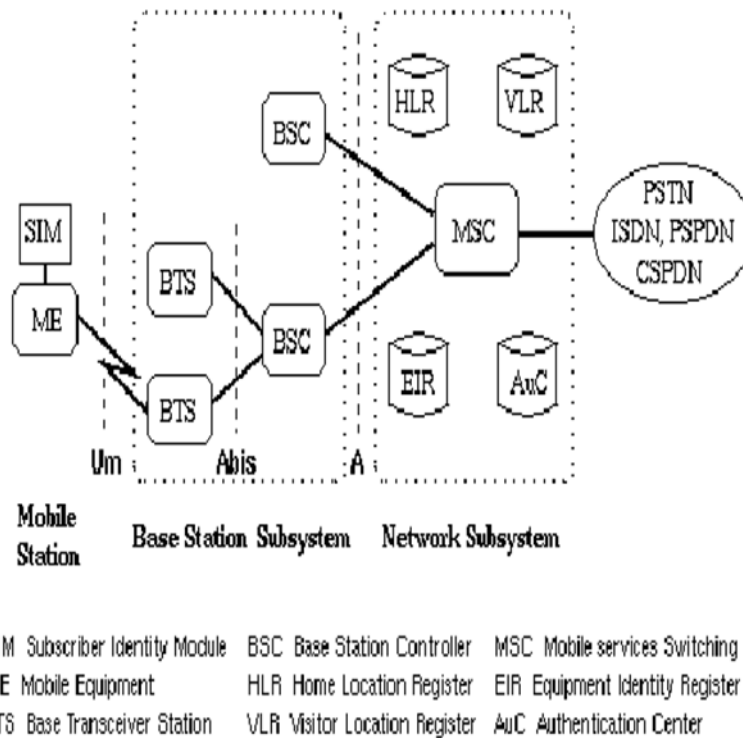 HLR
VLR
BSC
SIM
ME
BTS
BSC
BTS
MSC
PSTN
ISDN, PSPDN
CSPDN
EIR
AuC
Um
Abis
A
Mobile
Station
Base Station Subsystem
Network Subsystem
M Subscriber Identity Module BSC Base Station Controller MSC Mobile services Switching
E Mobile Equipment HLR Home Location Register EIR Equipment Identity Register
TS Base Transceiver Station VLR Visitor Location Register AuC Authentication Center